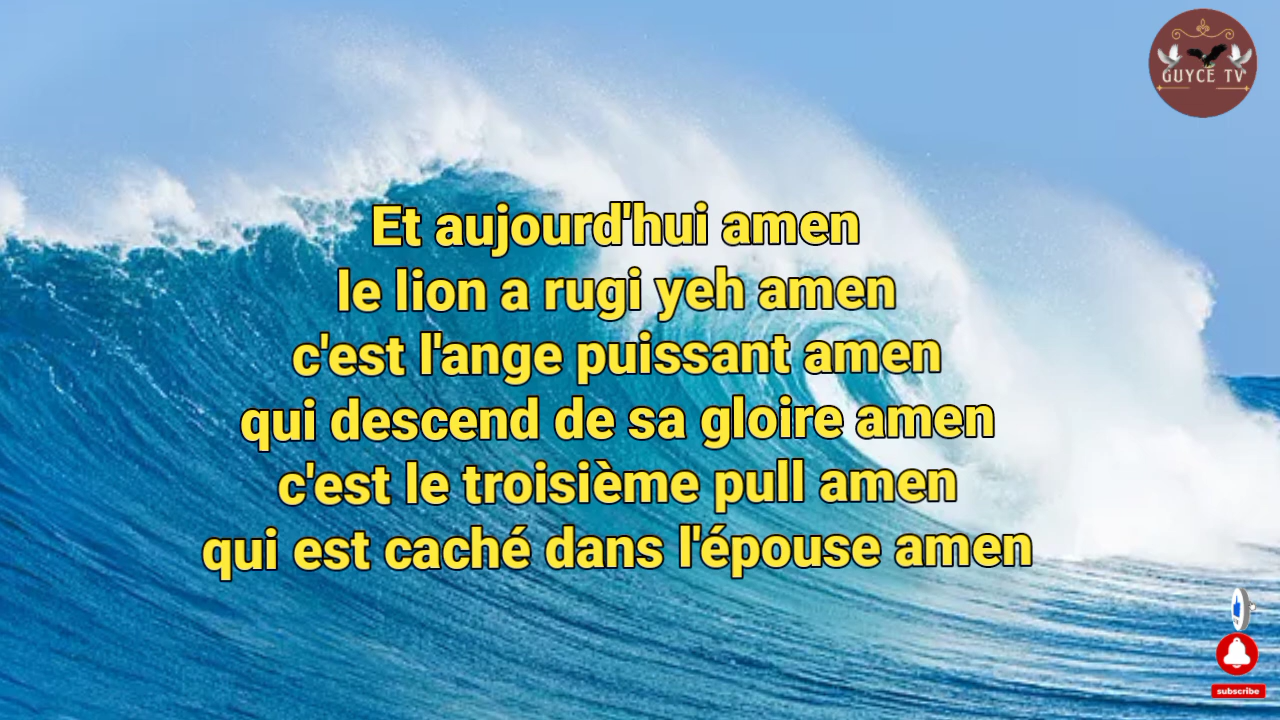 GUYCE TV
Et aujourd'hui amen
le lion a rugi yeh amen
c'est l'ange puissant amen
qui descend de sa gloire amen
c'est le troisième pull amen
qui est caché dans l'épouse amen
subscribe